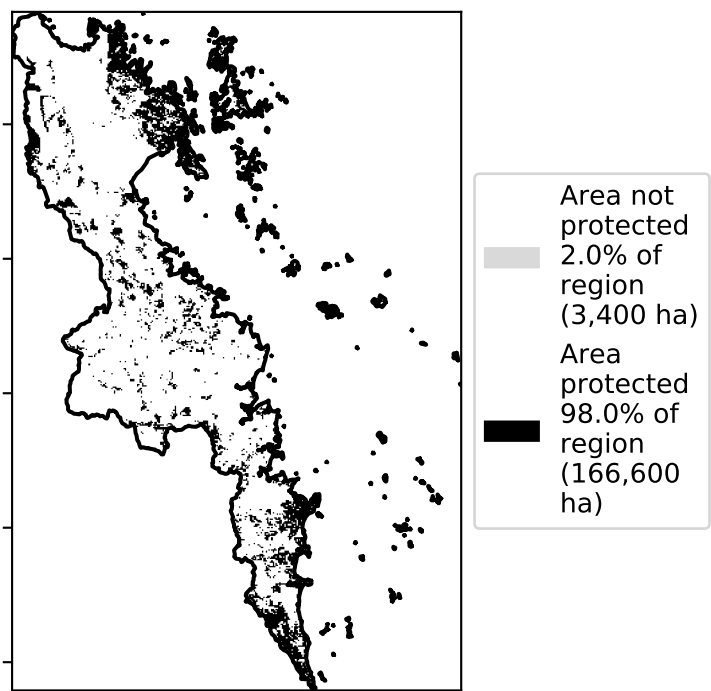 Area not
protected
2.0% of
region
(3,400 ha)
Area
protected
98.0% of
region
(166,600
ha)